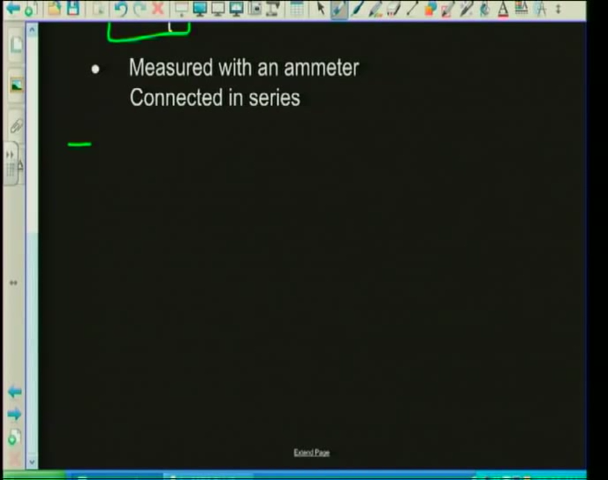 • Measured with an ammeter
Connected in series
Extend Page